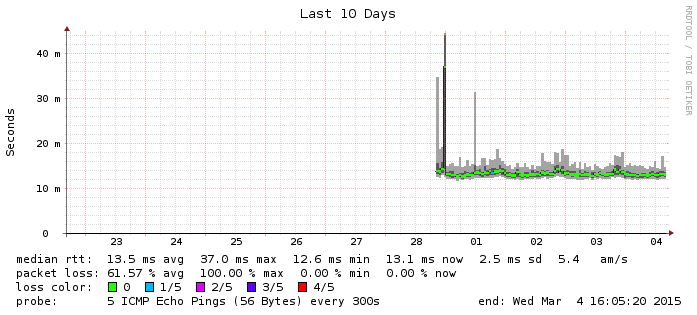 Last 10 Days
RRDTOOL / TOBI OETIKER
Seconds
40 m
30 m
20 m
10 m
0
23 24 25 26 27 28 01 02 03 04
median rtt: 13.5 ms avg 37.0 ms max 12.6 ms min 13.1 ms now 2.5 ms sd 5.4 am/s
packet loss: 61.57 % avg 100.00 % max 0.00 % min 0.00 % now
loss color: 0 1/5 2/5 3/5 4/5
probe: 5 ICMP Echo Pings (56 Bytes) every 300s end: Wed Mar 4 16:05:20 2015